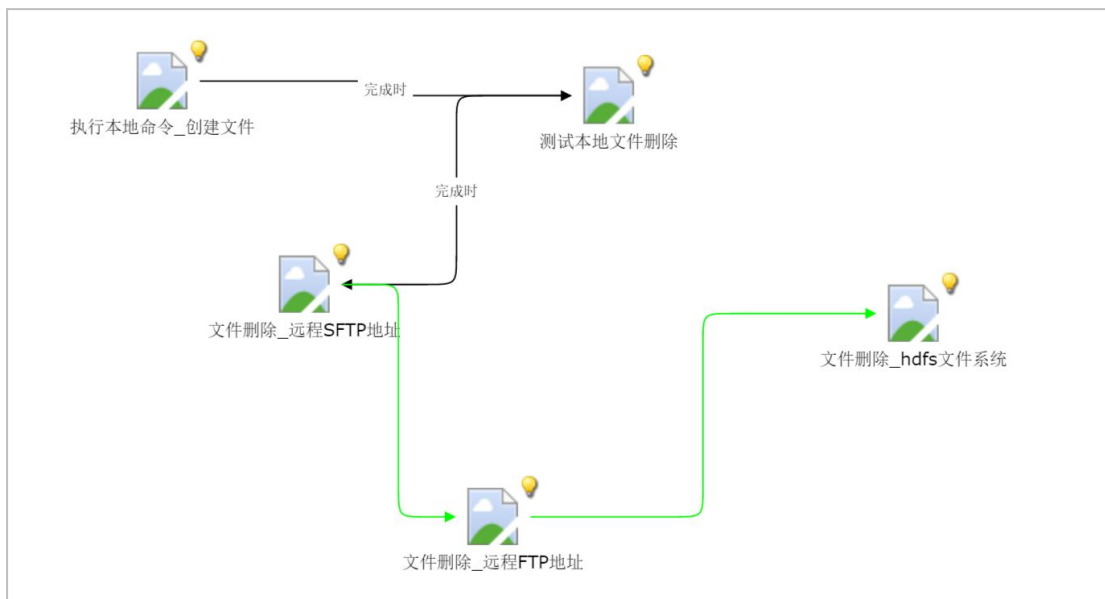 执行本地命令_创建文件
完成时
测试本地文件删除
完成时
文件删除_远程SFTP地址
文件删除_hdfs文件系统
文件删除_远程FTP地址